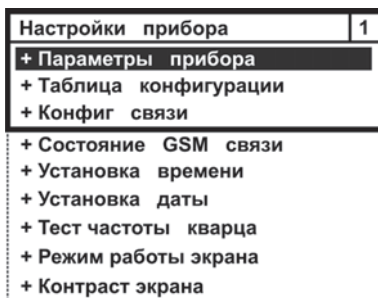 Настройки прибора 1
+ Параметры прибора
+ Таблица конфигурации
+ Конфиг связи
+ Состояние GSM связи
+ Установка времени
+ Установка даты
+ Тест частоты кварца
+ Режим работы экрана
+ Контраст экрана